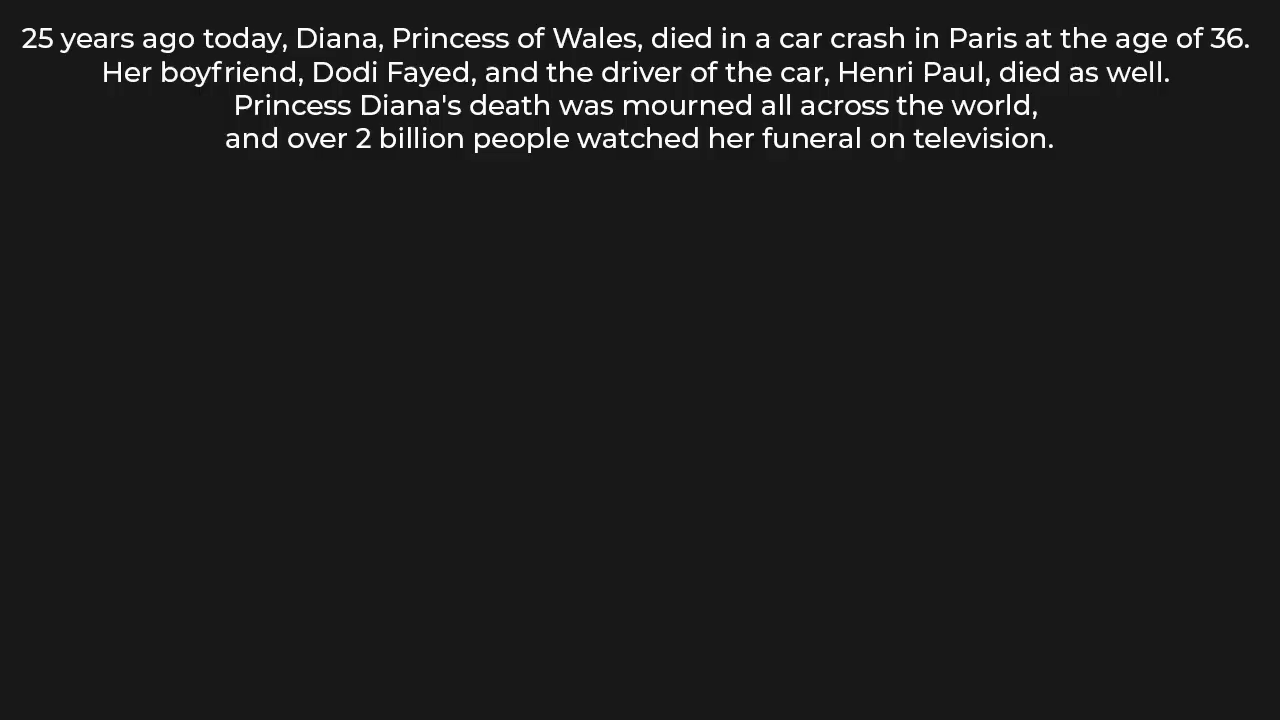 25 years ago today, Diana, Princess of Wales, died in a car crash in Paris at the age of 36.
Her boyfriend, Dodi Fayed, and the driver of the car, Henri Paul, died as well.
Princess Diana's death was mourned all across the world,
and over 2 billion people watched her funeral on television.